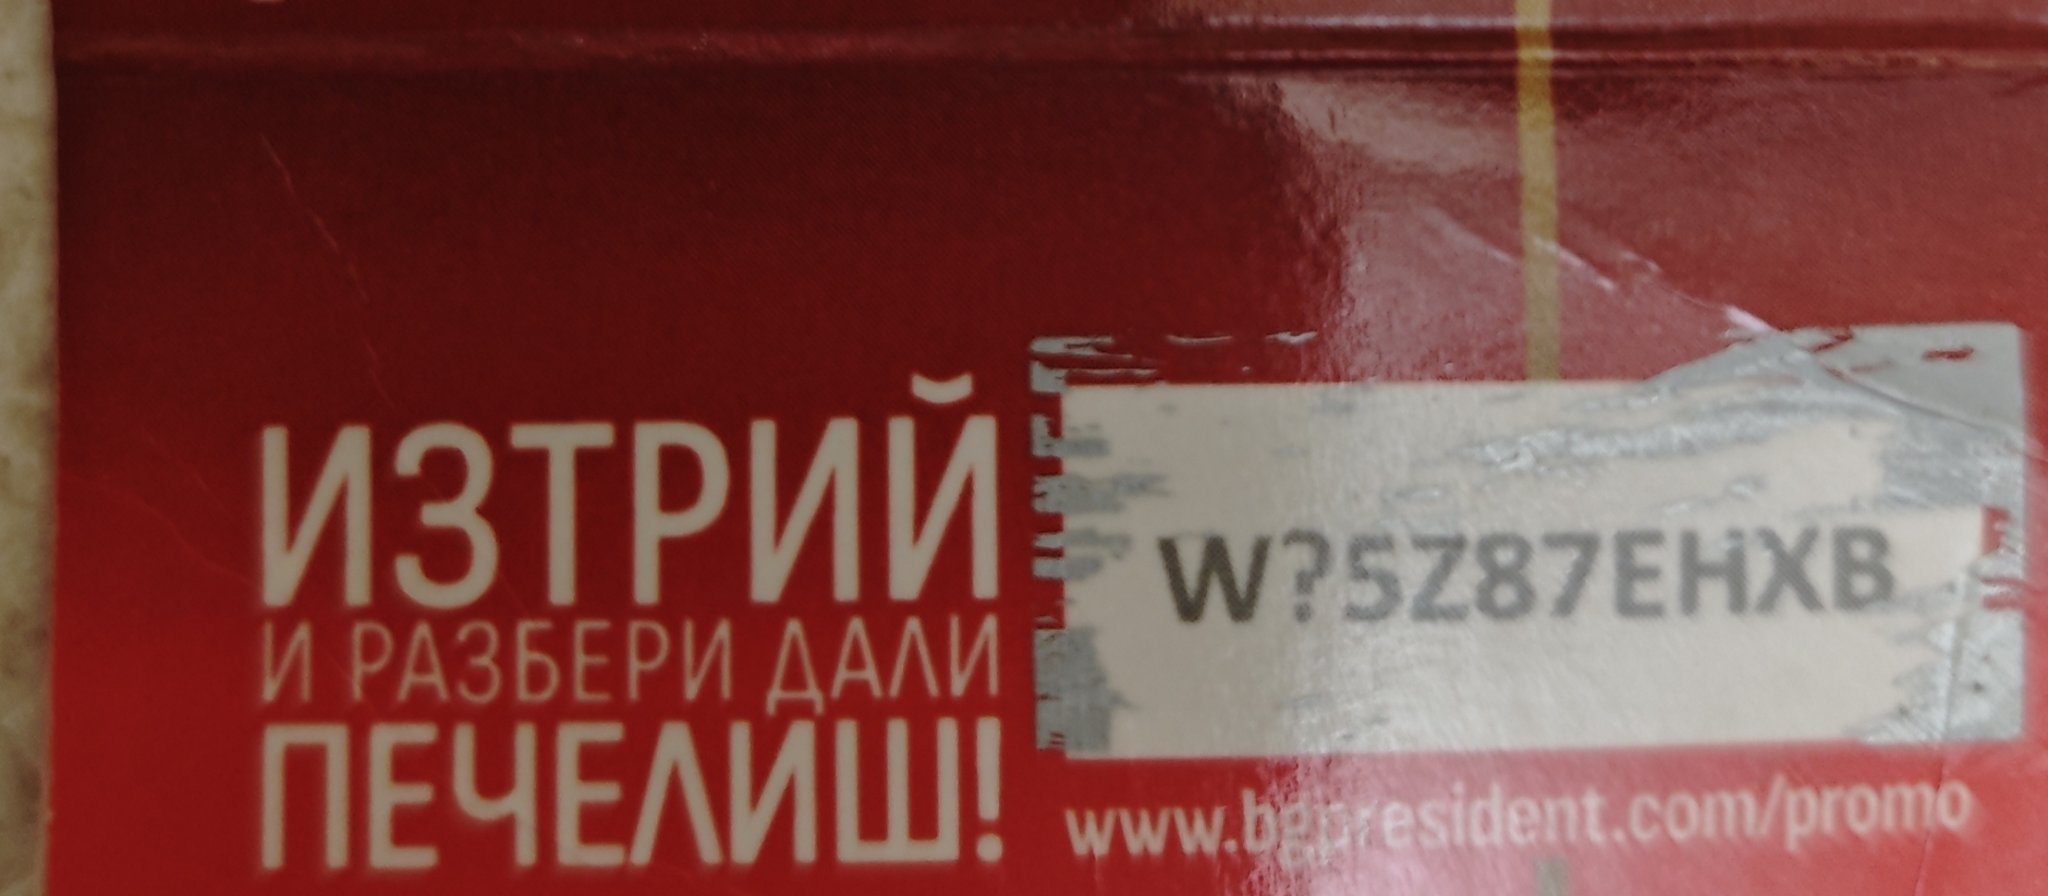 ИЗТРИЙ
И РАЗБЕРИ ДАЛИ
ПЕЧЕЛИШ!
W?5Z87EHXB
www.bgpresident.com/promo